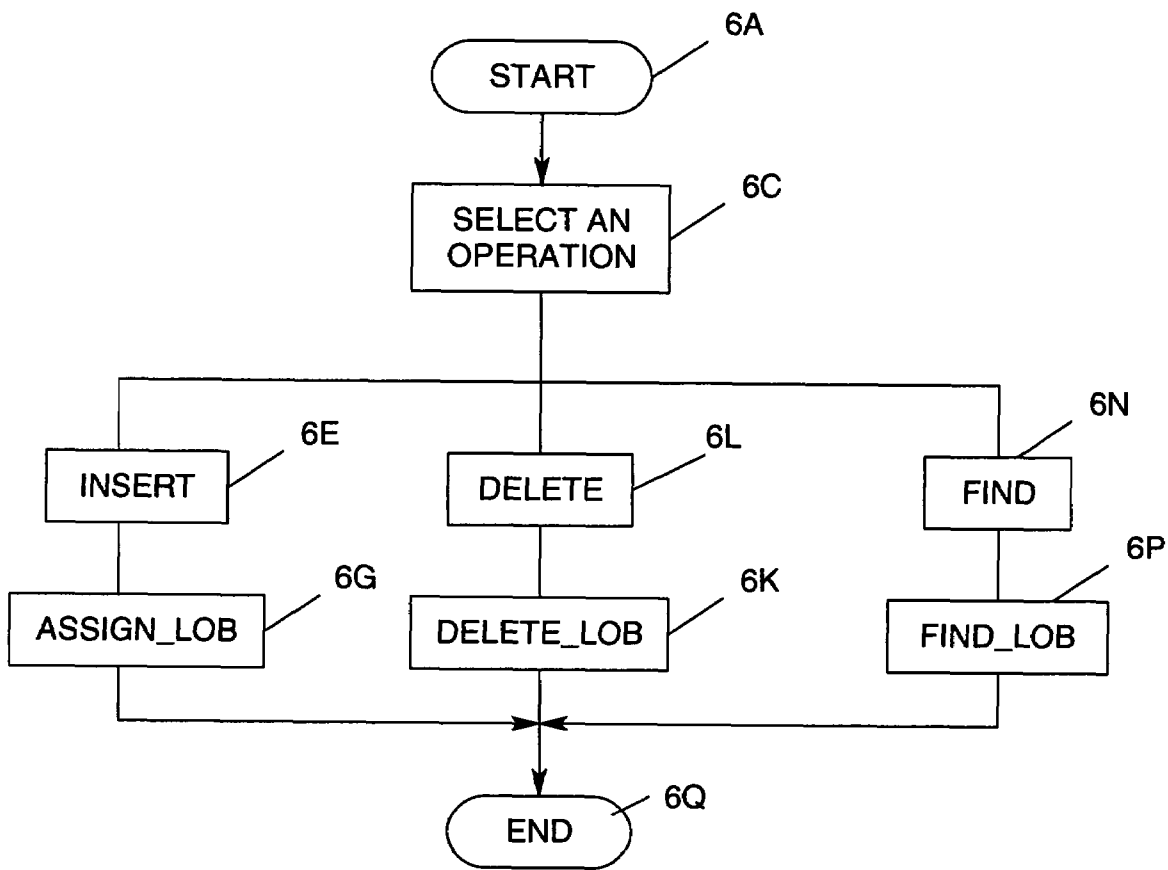 6A
START
6C
SELECT AN
OPERATION
6E
INSERT
6L
DELETE
6N
FIND
6G
ASSIGN_LOB
6K
DELETE_LOB
6P
FIND_LOB
6Q
END